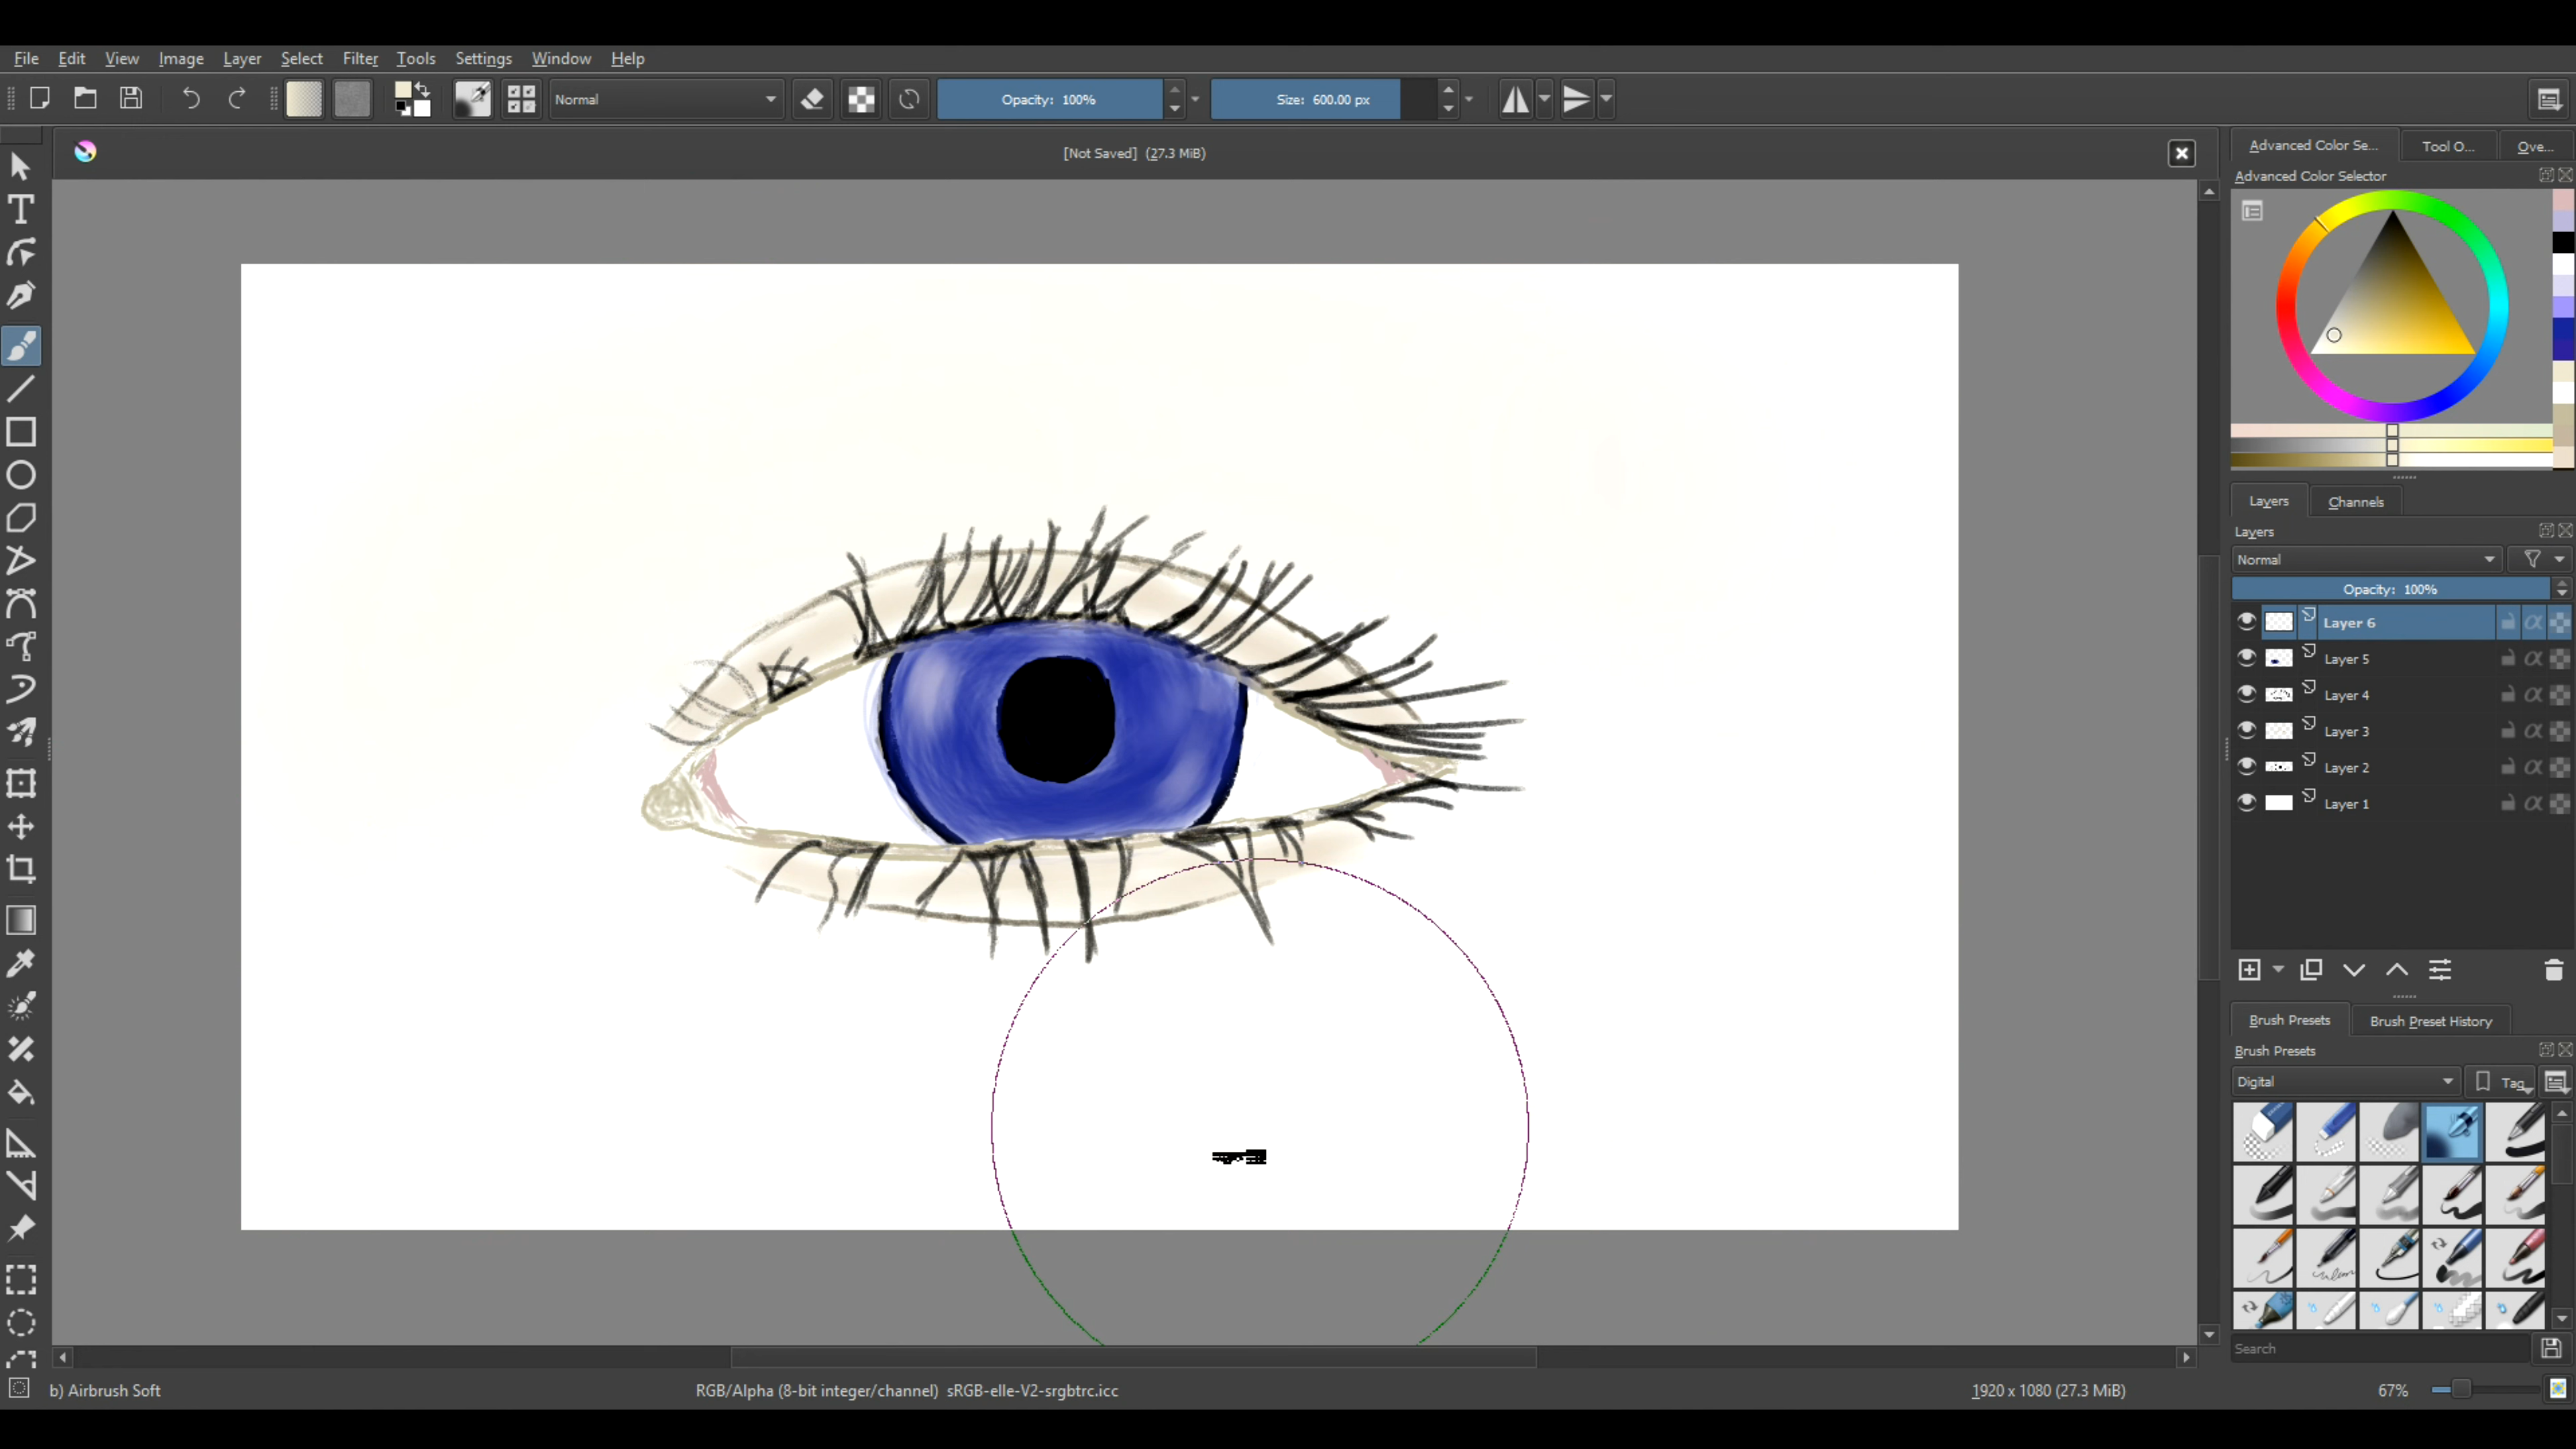 File Edit View Image Layer Select Filter Tools Settings Window Help
Normal Opacity: 100% Size: 600.00 px
[Not Saved] (27.3 MiB)
Advanced Color Se... Tool O... Ove...
Advanced Color Selector
Layers Channels
Layers
Normal
Opacity: 100%
Layer 6
Layer 5
Layer 4
Layer 3
Layer 2
Layer 1
Brush Presets Brush Preset History
Brush Presets
Digital Tag
Search
b) Airbrush Soft RGB/Alpha (8-bit integer/channel) sRGB-elle-V2-srgbtrc.icc 1920 x 1080 (27.3 MiB) 67%